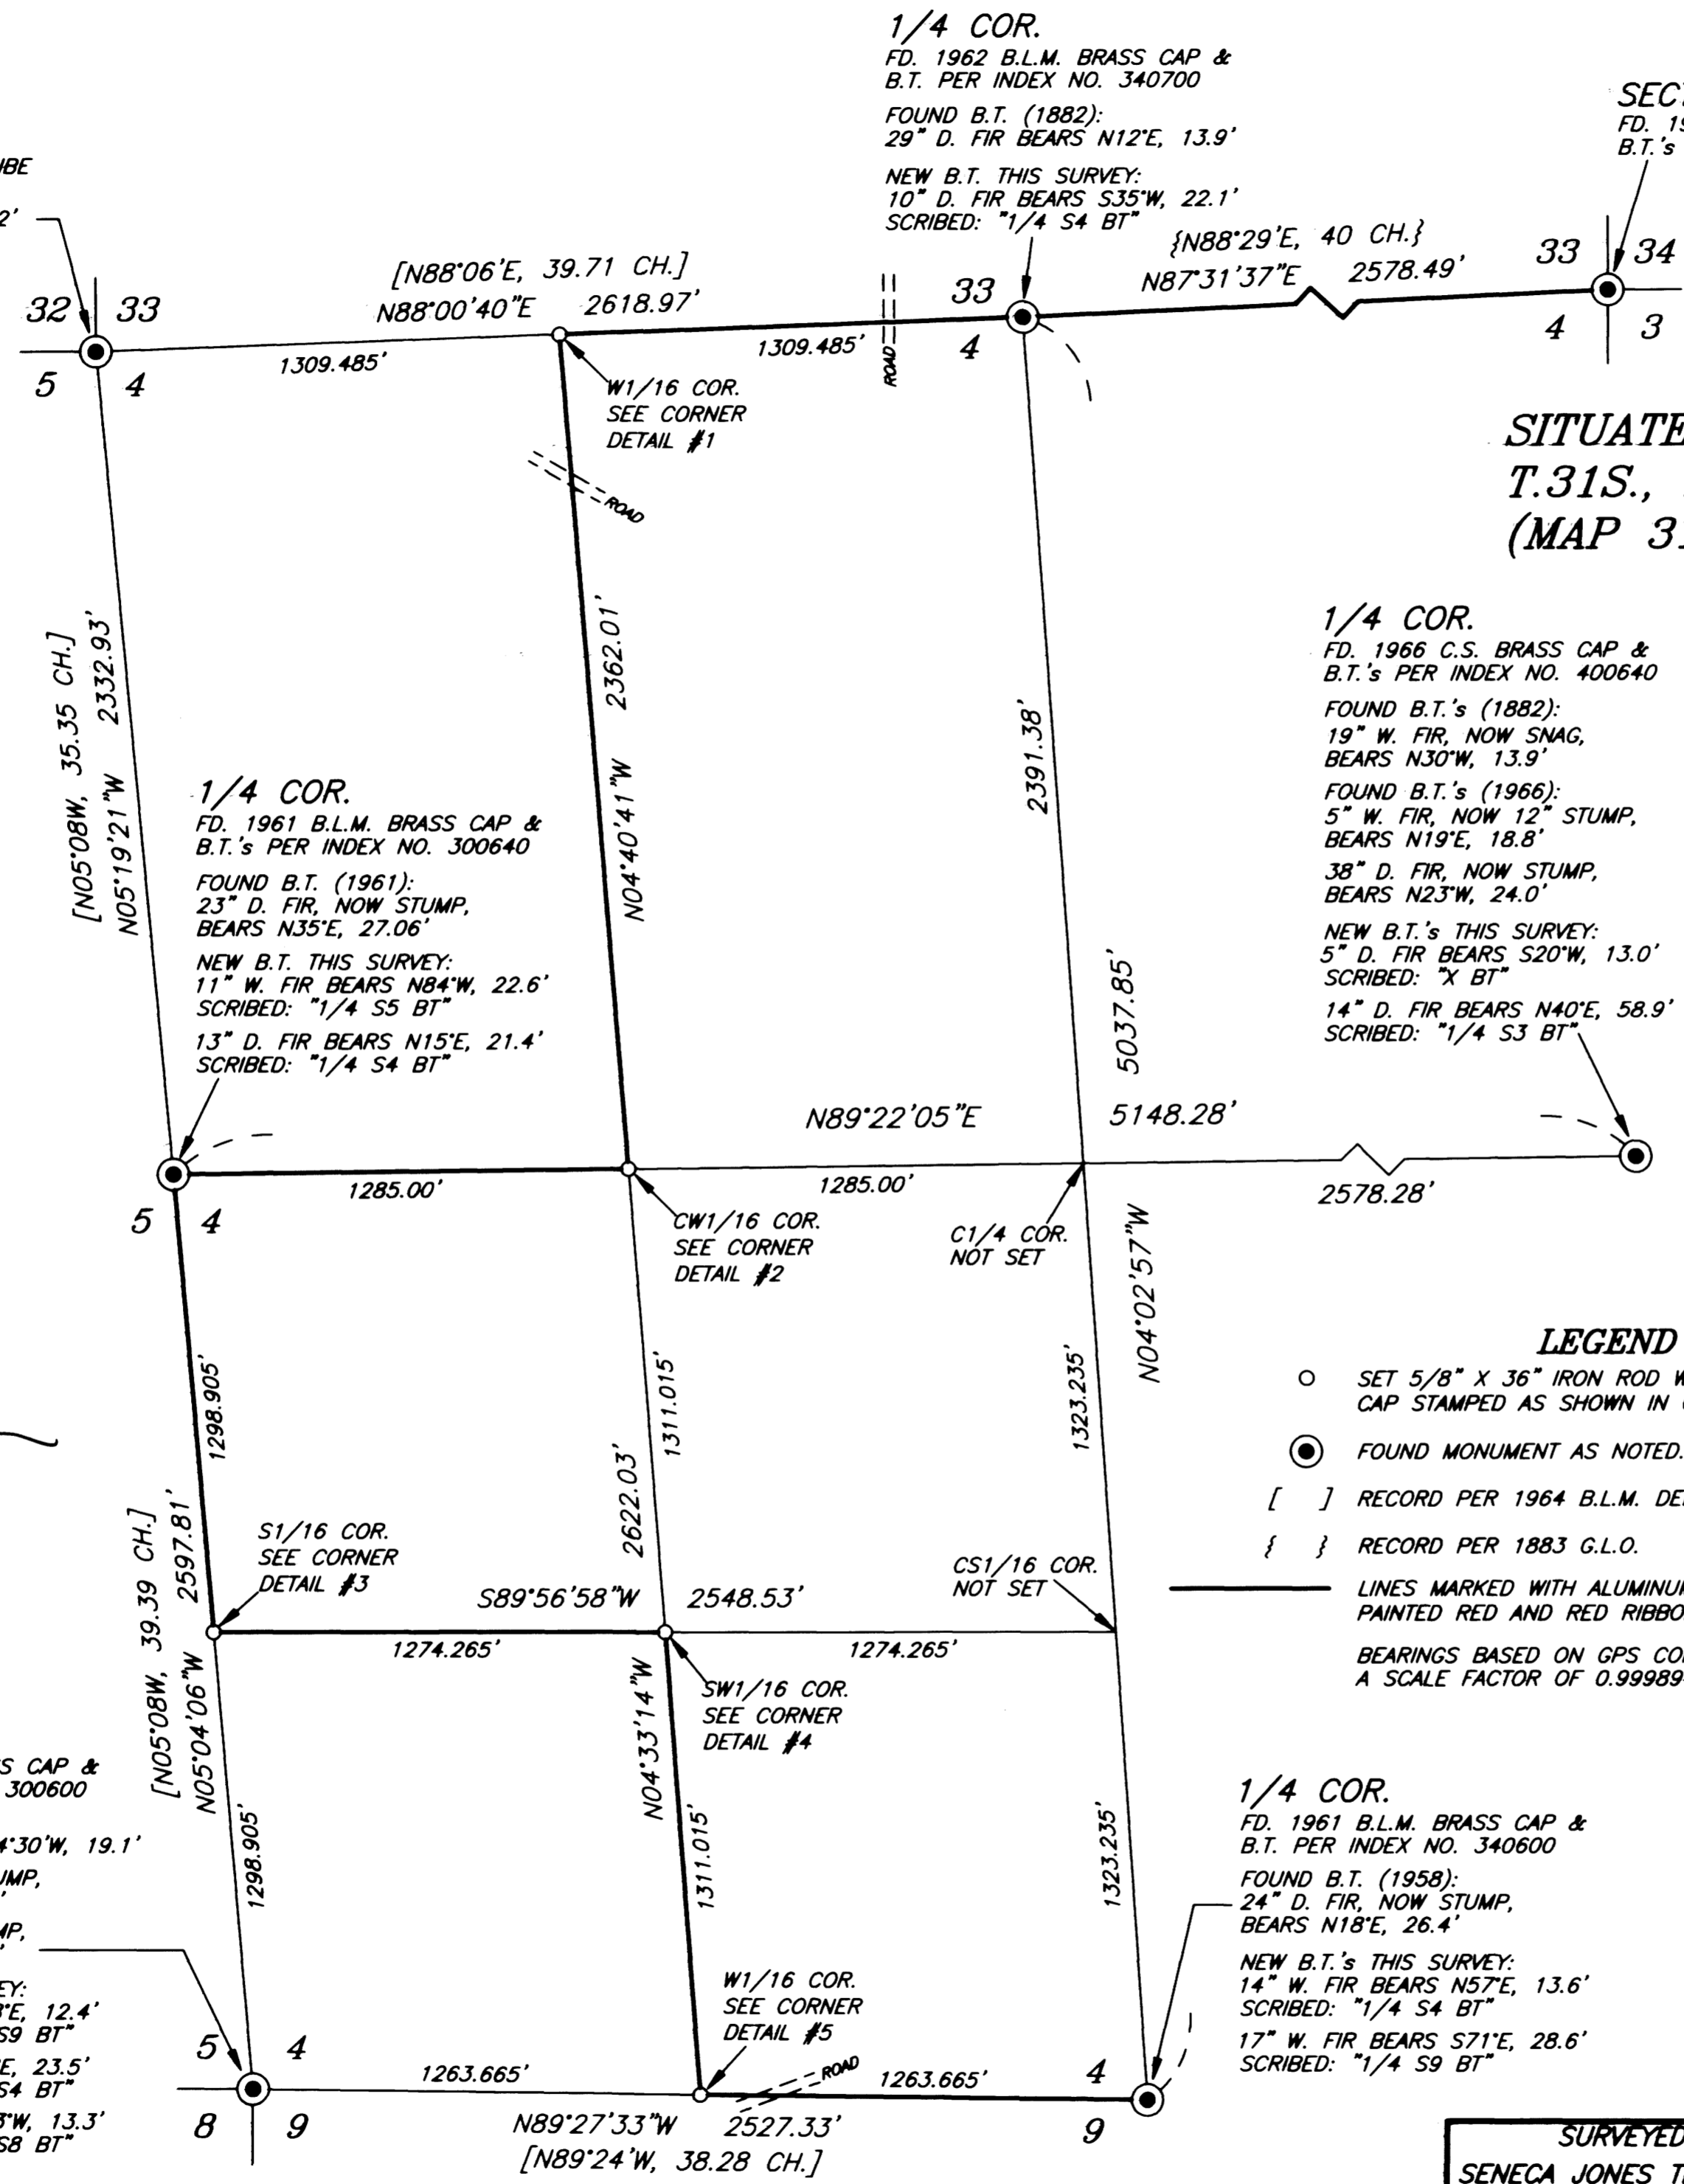 1/4 COR.
FD. 1962 B.L.M. BRASS CAP &
B.T. PER INDEX NO. 340700
FOUND B.T. (1882):
29" D. FIR BEARS N12°E, 13.9'
NEW B.T. THIS SURVEY:
10" D. FIR BEARS S35°W, 22.1'
SCRIBED: "1/4 S4 BT"
FD.
B.T.'s
2'
32 33
5 4
[N88°06'E, 39.71 CH.]
N88°00'40"E 2618.97'
1309.485'
1309.485'
ROAD
33
4
{N88°29'E, 40 CH.}
N87°31'37"E 2578.49'
33 34
4 3
W1/16 COR.
SEE CORNER
DETAIL #1
ROAD
SITUATE
T.31S.,
(MAP
[N05°08W, 35.35 CH.]
N05°19'21"W 2332.93'
N04°40'41"W 2362.01'
2391.38'
1/4 COR.
FD. 1966 C.S. BRASS CAP &
B.T.'s PER INDEX NO. 400640
FOUND B.T.'s (1882):
19" W. FIR, NOW SNAG,
BEARS N30°W, 13.9'
FOUND B.T.'s (1966):
5" W. FIR, NOW 12" STUMP,
BEARS N19°E, 18.8'
38" D. FIR, NOW STUMP,
BEARS N23°W, 24.0'
NEW B.T.'s THIS SURVEY:
5" D. FIR BEARS S20°W, 13.0'
SCRIBED: "X BT"
14" D. FIR BEARS N40°E, 58.9'
SCRIBED: "1/4 S3 BT"
1/4 COR.
FD. 1961 B.L.M. BRASS CAP &
B.T.'s PER INDEX NO. 300640
FOUND B.T. (1961):
23" D. FIR, NOW STUMP,
BEARS N35°E, 27.06'
NEW B.T. THIS SURVEY:
11" W. FIR BEARS N84°W, 22.6'
SCRIBED: "1/4 S5 BT"
13" D. FIR BEARS N15°E, 21.4'
SCRIBED: "1/4 S4 BT"
N04°02'57"W 5037.85'
N89°22'05"E 5148.28'
1285.00'
1285.00'
2578.28'
5 4
CW1/16 COR.
SEE CORNER
DETAIL #2
C1/4 COR.
NOT SET
1298.905'
1311.015'
1323.235'
LEGEND
SET 5/8" X 36" IRON ROD
CAP STAMPED AS SHOWN IN
FOUND MONUMENT AS NOTED.
[ ] RECORD PER 1964 B.L.M.
{ } RECORD PER 1883 G.L.O.
LINES MARKED WITH
PAINTED RED AND RED
BEARINGS BASED ON GPS
A SCALE FACTOR OF
[N05°08W, 39.39 CH.]
N05°04'06"W 2597.81'
S1/16 COR.
SEE CORNER
DETAIL #3
N04°33'14"W 2622.03'
S89°56'58"W 2548.53'
1274.265'
1274.265'
CS1/16 COR.
NOT SET
SW1/16 COR.
SEE CORNER
DETAIL #4
CAP &
300600
19.1'
1298.905'
1311.015'
1323.235'
1/4 COR.
FD. 1961 B.L.M. BRASS CAP &
B.T. PER INDEX NO. 340600
FOUND B.T. (1958):
24" D. FIR, NOW STUMP,
BEARS N18°E, 26.4'
NEW B.T.'s THIS SURVEY:
14" W. FIR BEARS N57°E, 13.6'
SCRIBED: "1/4 S4 BT"
17" W. FIR BEARS S71°E, 28.6'
SCRIBED: "1/4 S9 BT"
12.4'
S9 BT"
23.5'
S4 BT"
13.3'
S8 BT"
5 4
8 9
W1/16 COR.
SEE CORNER
DETAIL #5
ROAD
1263.665'
1263.665'
4
9
N89°27'33"W 2527.33'
[N89°24'W, 38.28 CH.]
SURVEYED
SENECA JONES